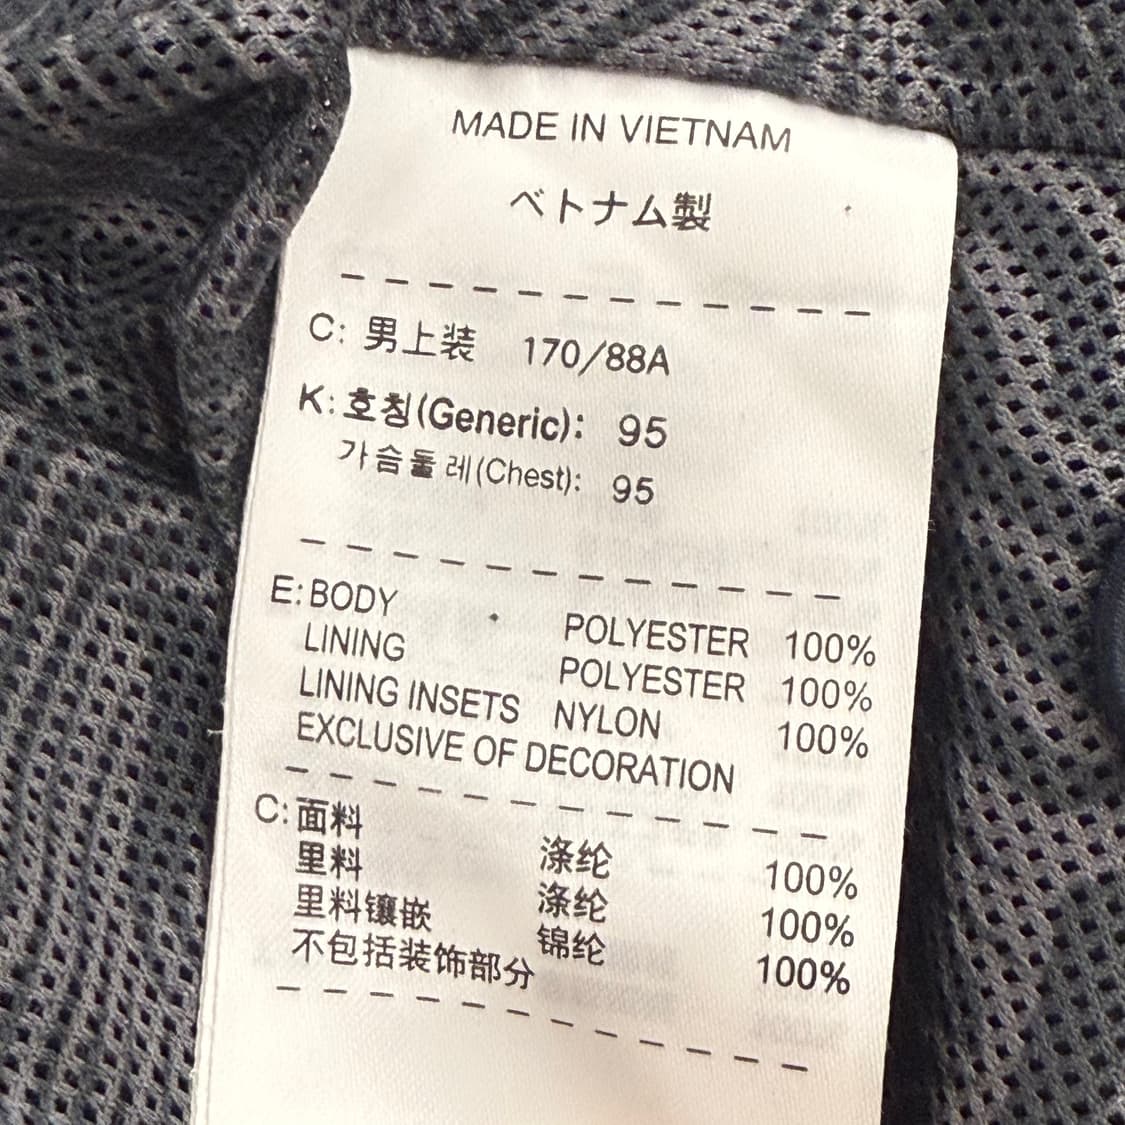 MADE IN VIETNAM
ベトナム製
C: 男上装 170/88A
K: 호칭(Generic): 95
가슴둘레(Chest): 95
E: BODY POLYESTER 100%
LINING POLYESTER 100%
LINING INSETS NYLON 100%
EXCLUSIVE OF DECORATION
C: 面料 涤纶 100%
里料 涤纶 100%
里料镶嵌 锦纶 100%
不包括装饰部分